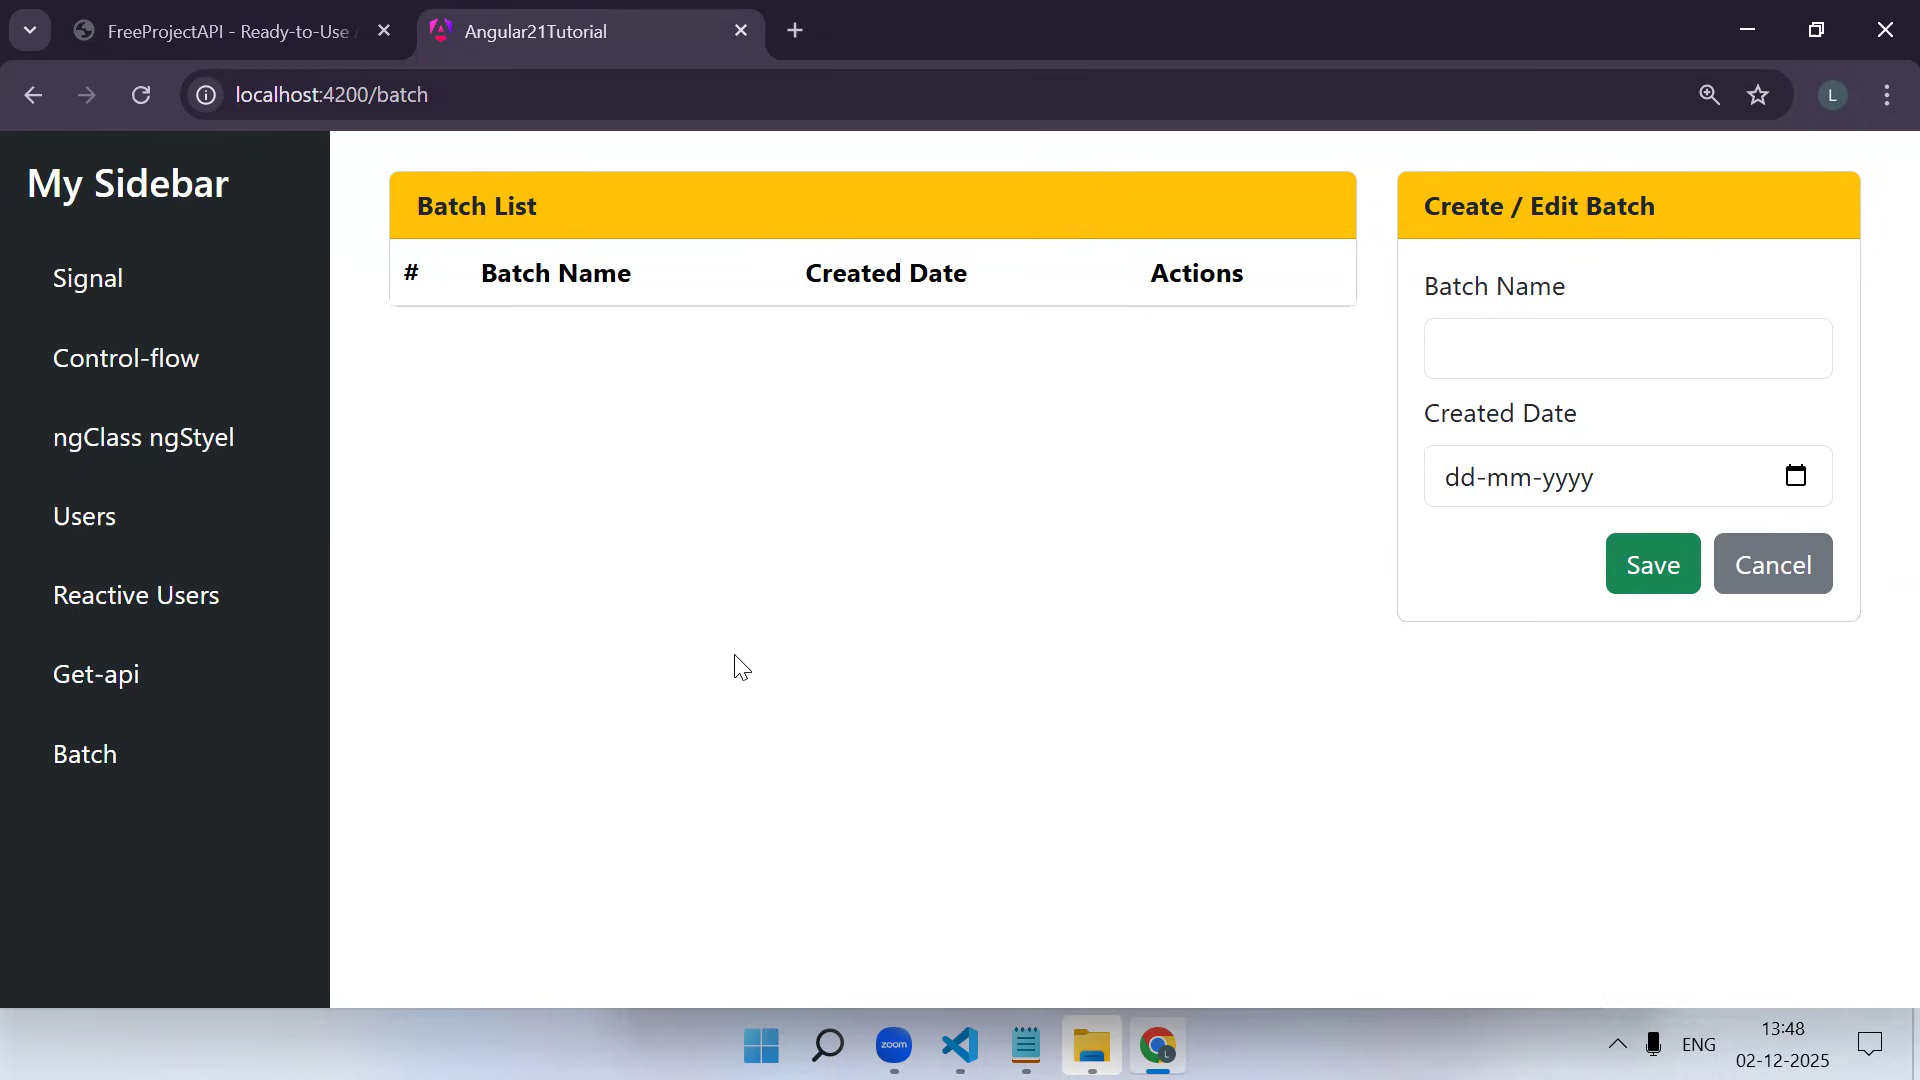 FreeProjectAPI - Ready-to-Use
Angular21Tutorial
localhost:4200/batch
L
My Sidebar
Signal
Control-flow
ngClass ngStyel
Users
Reactive Users
Get-api
Batch
Batch List
# Batch Name Created Date Actions
Create / Edit Batch
Batch Name
Created Date
dd-mm-yyyy
Save Cancel
zoom
L
ENG
13:48
02-12-2025